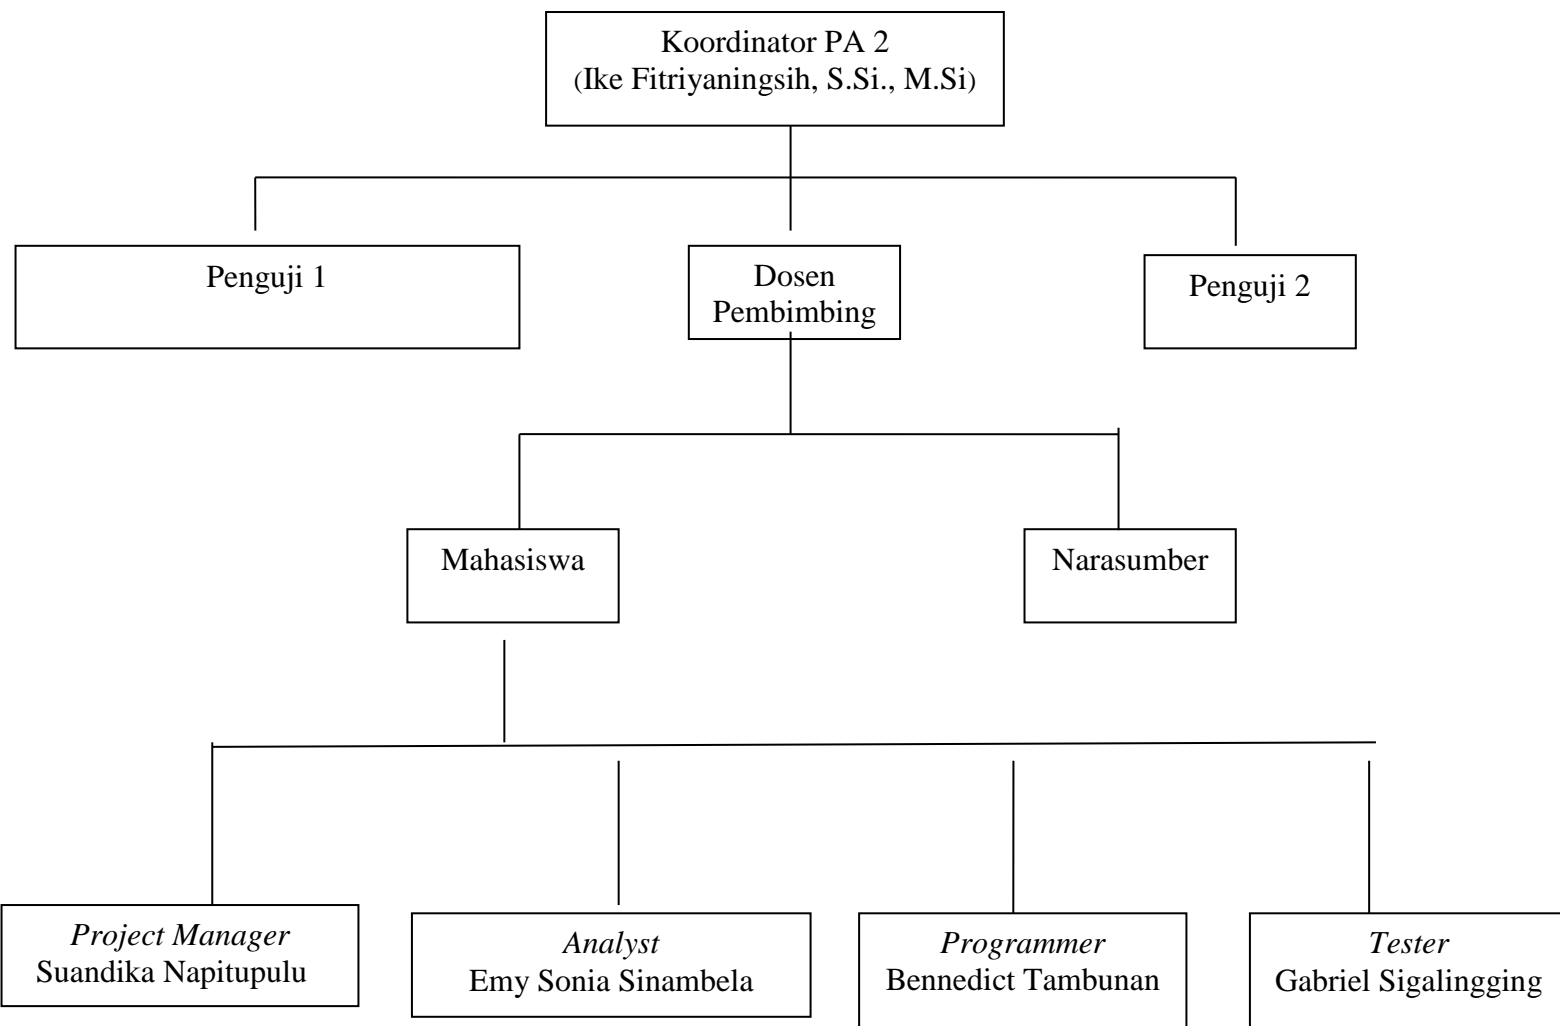 Koordinator PA 2
(Ike Fitriyaningsih, S.Si., M.Si)
Penguji 1
Dosen
Pembimbing
Penguji 2
Mahasiswa
Narasumber
Project Manager
Suandika Napitupulu
Analyst
Emy Sonia Sinambela
Programmer
Bennedict Tambunan
Tester
Gabriel Sigalingging